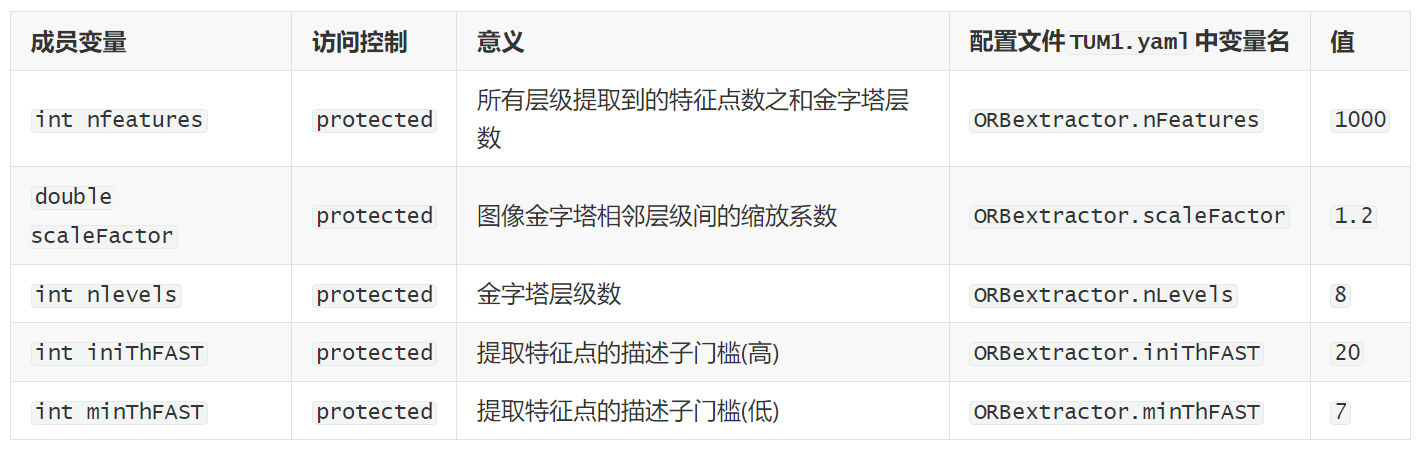 成员变量 访问控制 意义 配置文件TUM1.yaml中变量名 值
int nfeatures protected 所有层级提取到的特征点数之和金字塔层 ORBextractor.nFeatures 1000
数
double protected 图像金字塔相邻层级间的缩放系数 ORBextractor.scaleFactor 1.2
scaleFactor
int nlevels protected 金字塔层级数 ORBextractor.nLevels 8
int iniThFAST protected 提取特征点的描述子门槛(高) ORBextractor.iniThFAST 20
int minThFAST protected 提取特征点的描述子门槛(低) ORBextractor.minThFAST 7